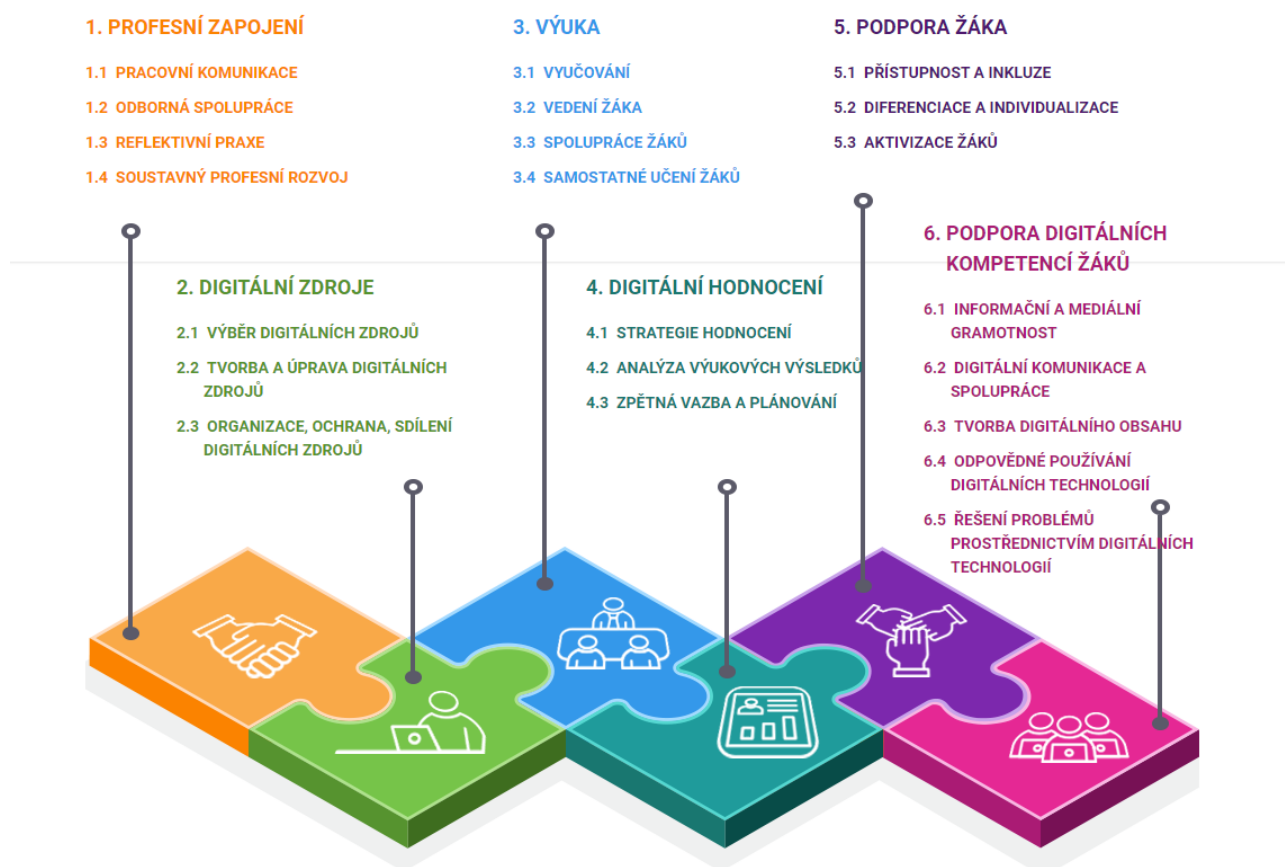 1. PROFESNÍ ZAPOJENÍ
1.1 PRACOVNÍ KOMUNIKACE
1.2 ODBORNÁ SPOLUPRÁCE
1.3 REFLEKTIVNÍ PRAXE
1.4 SOUSTAVNÝ PROFESNÍ ROZVOJ
2. DIGITÁLNÍ ZDROJE
2.1 VÝBĚR DIGITÁLNÍCH ZDROJŮ
2.2 TVORBA A ÚPRAVA DIGITÁLNÍCH
ZDROJŮ
2.3 ORGANIZACE, OCHRANA, SDÍLENÍ
DIGITÁLNÍCH ZDROJŮ
3. VÝUKA
3.1 VYUČOVÁNÍ
3.2 VEDENÍ ŽÁKA
3.3 SPOLUPRÁCE ŽÁKŮ
3.4 SAMOSTATNÉ UČENÍ ŽÁKŮ
4. DIGITÁLNÍ HODNOCENÍ
4.1 STRATEGIE HODNOCENÍ
4.2 ANALÝZA VÝUKOVÝCH VÝSLEDKŮ
4.3 ZPĚTNÁ VAZBA A PLÁNOVÁNÍ
5. PODPORA ŽÁKA
5.1 PŘÍSTUPNOST A INKLUZE
5.2 DIFERENCIACE A INDIVIDUALIZACE
5.3 AKTIVIZACE ŽÁKŮ
6. PODPORA DIGITÁLNÍCH
KOMPETENCÍ ŽÁKŮ
6.1 INFORMAČNÍ A MEDIÁLNÍ
GRAMOTNOST
6.2 DIGITÁLNÍ KOMUNIKACE A
SPOLUPRÁCE
6.3 TVORBA DIGITÁLNÍHO OBSAHU
6.4 ODPOVĚDNÉ POUŽÍVÁNÍ
DIGITÁLNÍCH TECHNOLOGIÍ
6.5 ŘEŠENÍ PROBLÉMŮ
PROSTŘEDNICTVÍM DIGITÁLNÍCH
TECHNOLOGIÍ